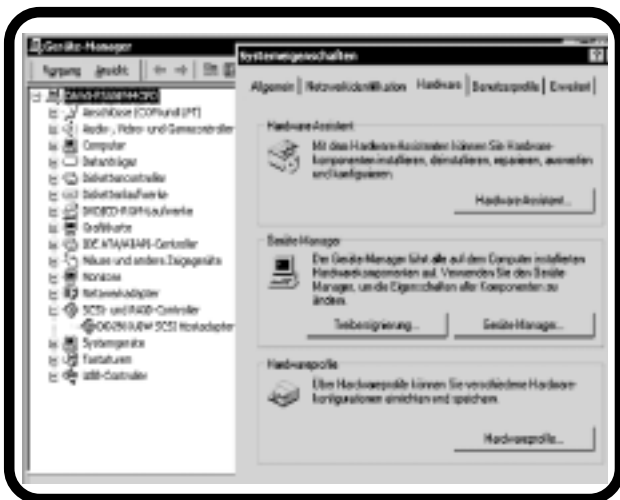 Geräte-Manager
Vorgang Ansicht
Anschlüsse (COM und LPT)
Audio-, Video- und Gamecontroller
Computer
Datenträger
Diskettencontroller
Diskettenlaufwerke
DVD/CD-ROM-Laufwerke
Grafikkarte
IDE ATA/ATAPI-Controller
Mäuse und andere Zeigegeräte
Monitore
Netzwerkadapter
SCSI- und RAID-Controller
SCSI Hostadapter
Systemgeräte
Tastaturen
USB-Controller
Systemeigenschaften
Allgemein Netzwerkidentifikation Hardware Benutzerprofile Erweitert
Hardware-Assistent
Mit dem Hardware-Assistenten können Sie Hardware-
komponenten installieren, deinstallieren, reparieren, auswerfen
und konfigurieren.
Hardware-Assistent...
Geräte-Manager
Der Geräte-Manager führt alle auf dem Computer installierten
Hardwarekomponenten auf. Verwenden Sie den Geräte-
Manager, um die Eigenschaften aller Komponenten zu
ändern.
Treibersignierung... Geräte-Manager...
Hardwareprofile
Über Hardwareprofile können Sie verschiedene Hardware-
konfigurationen einrichten und speichern.
Hardwareprofile...